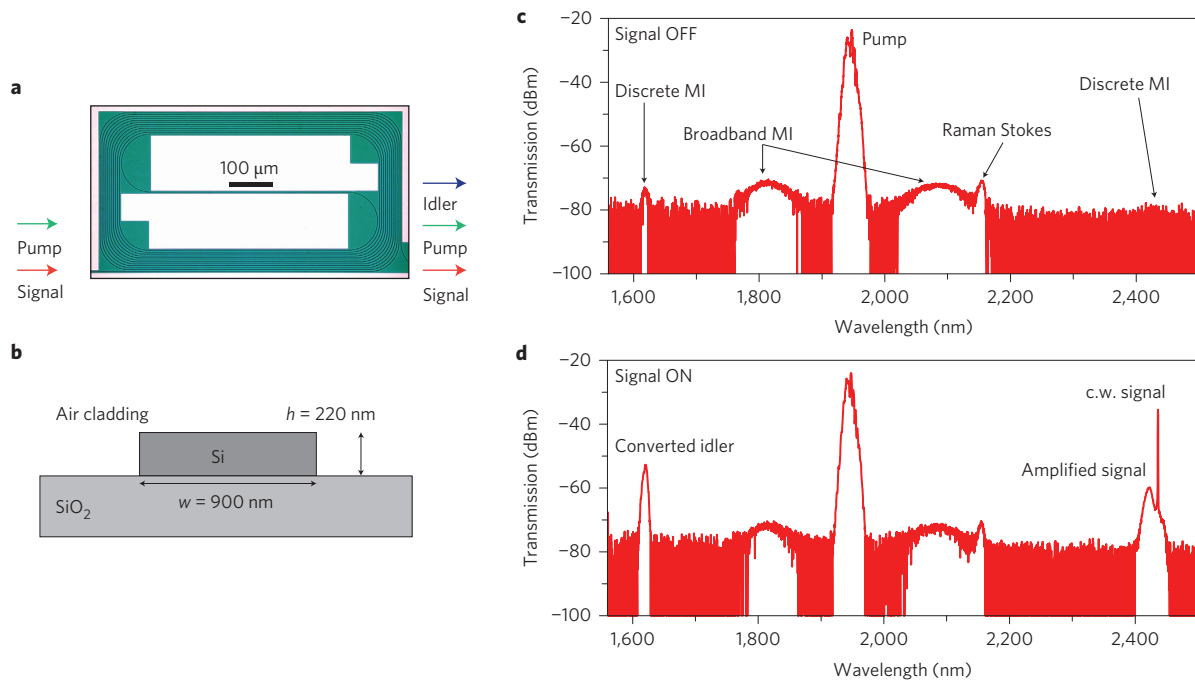 a
100 μm
Pump
Signal
Idler
Pump
Signal
b
Air cladding
h = 220 nm
Si
w = 900 nm
SiO2
c
Signal OFF
Pump
Discrete MI
Broadband MI
Raman Stokes
Discrete MI
Transmission (dBm)
−20
−40
−60
−80
−100
1,600
1,800
2,000
2,200
2,400
Wavelength (nm)
d
Signal ON
Converted idler
c.w. signal
Amplified signal
Transmission (dBm)
−20
−40
−60
−80
−100
1,600
1,800
2,000
2,200
2,400
Wavelength (nm)